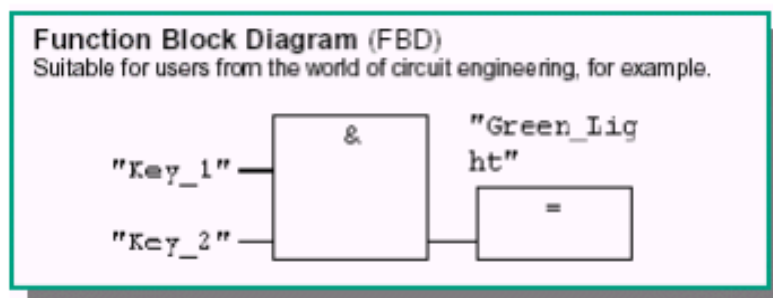 Function Block Diagram (FBD)
Suitable for users from the world of circuit engineering, for example.
&
"Green_Lig
ht"
"Key_1"
=
"Key_2"